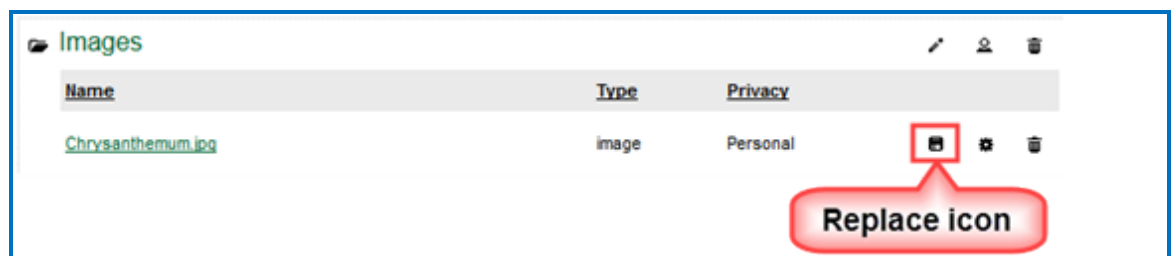 Images
Name Type Privacy
Chrysanthemum.jpg image Personal
Replace icon